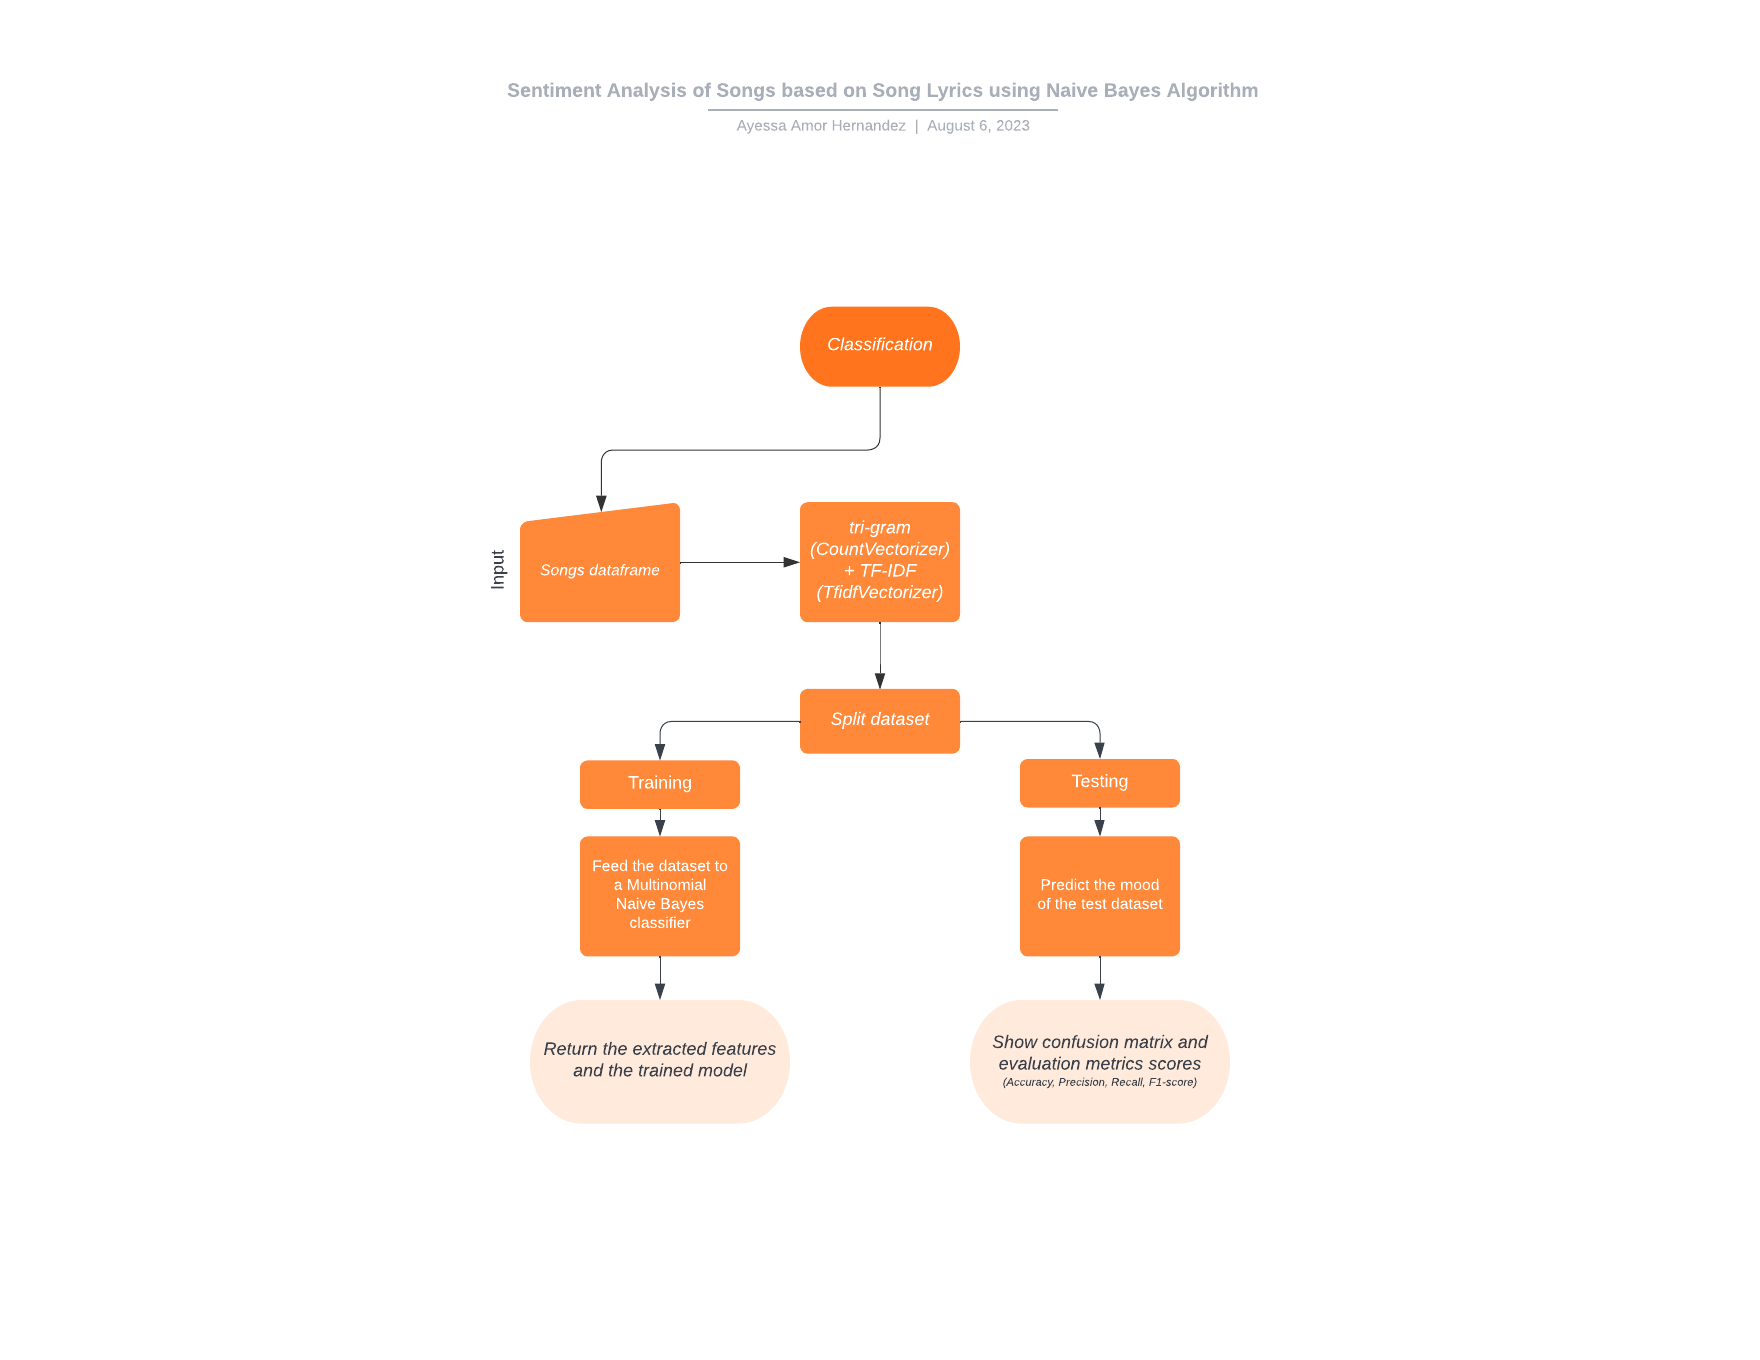 Sentiment Analysis of Songs based on Song Lyrics using Naive Bayes Algorithm
Ayessa Amor Hernandez | August 6, 2023
Classification
Input
Songs dataframe
tri-gram
(CountVectorizer)
+ TF-IDF
(TfidfVectorizer)
Split dataset
Training
Testing
Feed the dataset to
a Multinomial
Naive Bayes
classifier
Predict the mood
of the test dataset
Return the extracted features
and the trained model
Show confusion matrix and
evaluation metrics scores
(Accuracy, Precision, Recall, F1-score)